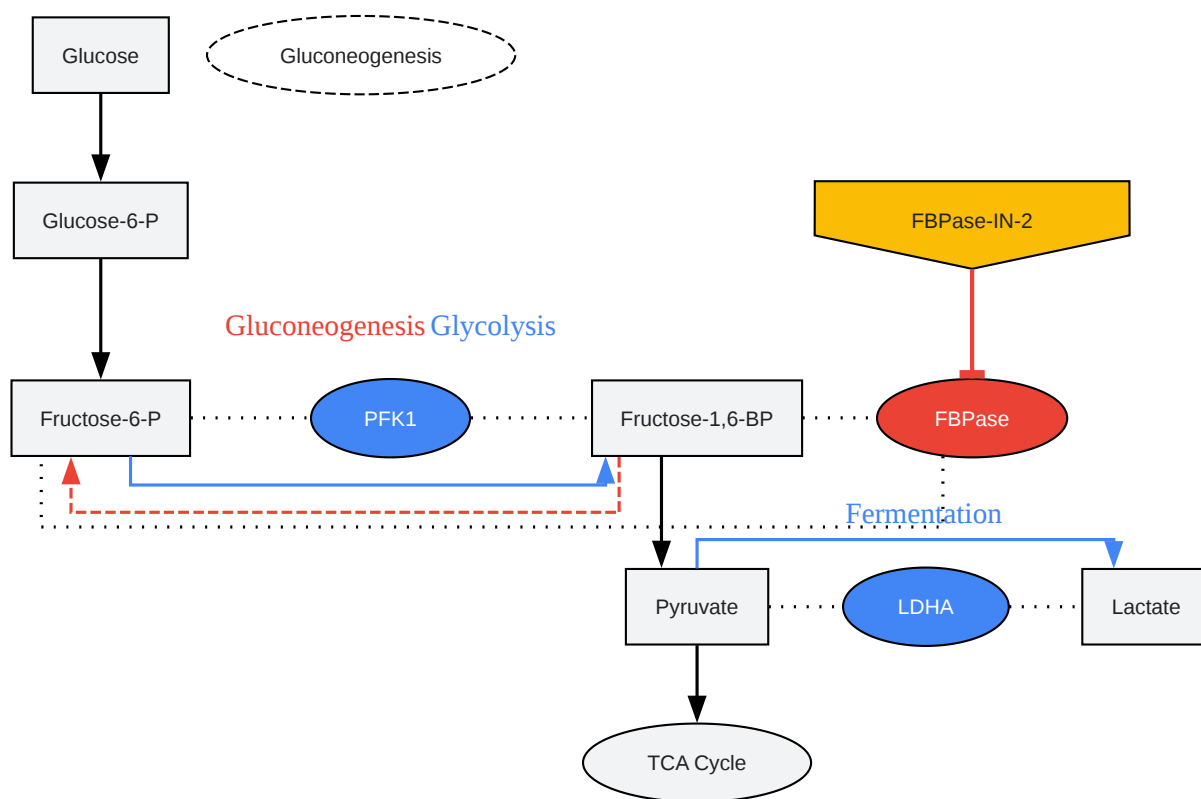 Glucose
Gluconeogenesis
Glucose-6-P
FBPase-IN-2
Gluconeogenesis Glycolysis
Fructose-6-P
PFK1
Fructose-1,6-BP
FBPase
Fermentation
Pyruvate
LDHA
Lactate
TCA Cycle